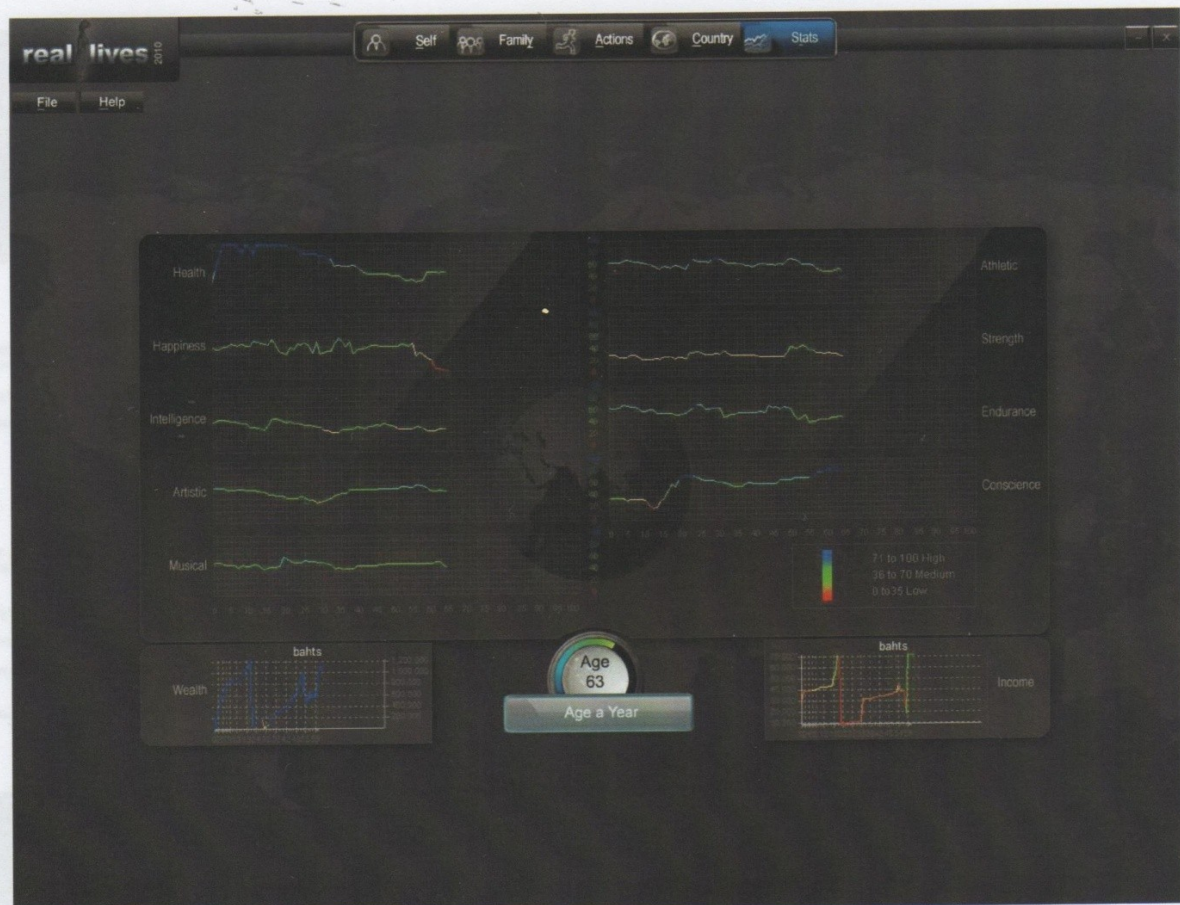 real lives 2010
Self
Family
Actions
Country
Stats
File
Help
Health
Athletic
Happiness
Strength
Intelligence
Endurance
Artistic
Conscience
Musical
71 to 100 High
36 to 70 Medium
0 to 35 Low
bahts
Wealth
Age
63
Age a Year
bahts
Income